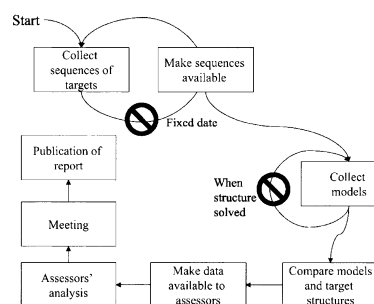 Start
Collect
sequences of
targets
Make sequences
available
Fixed date
Publication of
report
When
structure
solved
Collect
models
Meeting
Assessors'
analysis
Make data
available to
assessors
Compare models
and target
structures